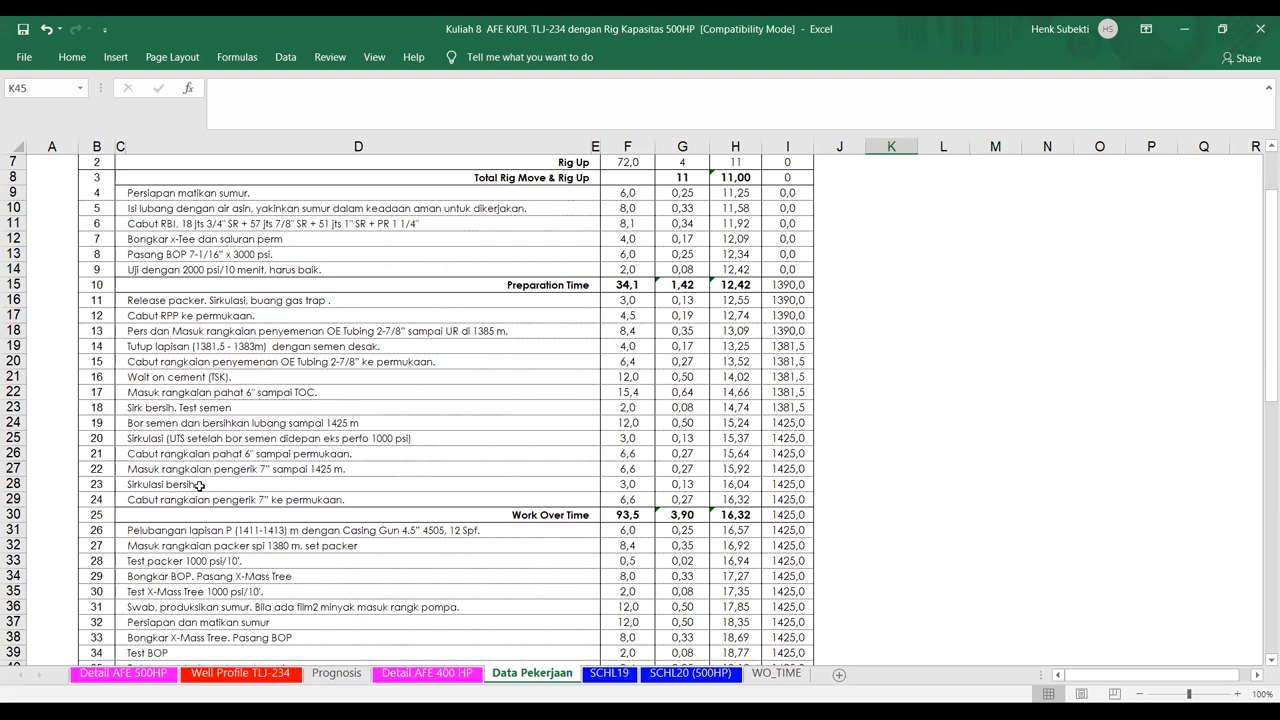 Kuliah 8  AFE KUPL TLJ-234 dengan Rig Kapasitas 500HP  [Compatibility Mode]  -  Excel
Henk Subekti
HS
File Home Insert Page Layout Formulas Data Review View Help Tell me what you want to do Share
K45 fx
A B C D E F G H I J K L M N O P Q R
7 2 Rig Up 72,0 4 11 0
8 3 Total Rig Move & Rig Up 11 11,00 0
9 4 Persiapan matikan sumur. 6,0 0,25 11,25 0,0
10 5 Isi lubang dengan air asin, yakinkan sumur dalam keadaan aman untuk dikerjakan. 8,0 0,33 11,58 0,0
11 6 Cabut RBI, 18 jts 3/4" SR + 57 jts 7/8" SR + 51 jts 1" SR + PR 1 1/4" 8,1 0,34 11,92 0,0
12 7 Bongkar x-Tee dan saluran perm 4,0 0,17 12,09 0,0
13 8 Pasang BOP 7-1/16" x 3000 psi. 6,0 0,25 12,34 0,0
14 9 Uji dengan 2000 psi/10 menit, harus baik. 2,0 0,08 12,42 0,0
15 10 Preparation Time 34,1 1,42 12,42 1390,0
16 11 Release packer. Sirkulasi, buang gas trap . 3,0 0,13 12,55 1390,0
17 12 Cabut RPP ke permukaan. 4,5 0,19 12,74 1390,0
18 13 Pers dan Masuk rangkaian penyemenan OE Tubing 2-7/8" sampai UR di 1385 m. 8,4 0,35 13,09 1390,0
19 14 Tutup lapisan (1381.5 - 1383m)  dengan semen desak. 4,0 0,17 13,25 1381,5
20 15 Cabut rangkaian penyemenan OE Tubing 2-7/8" ke permukaan. 6,4 0,27 13,52 1381,5
21 16 Wait on cement (TSK). 12,0 0,50 14,02 1381,5
22 17 Masuk rangkaian pahat 6" sampai TOC. 15,4 0,64 14,66 1381,5
23 18 Sirk bersih. Test semen 2,0 0,08 14,74 1381,5
24 19 Bor semen dan bersihkan lubang sampai 1425 m 12,0 0,50 15,24 1425,0
25 20 Sirkulasi (UTS setelah bor semen didepan eks perfo 1000 psi) 3,0 0,13 15,37 1425,0
26 21 Cabut rangkaian pahat 6" sampai permukaan. 6,6 0,27 15,64 1425,0
27 22 Masuk rangkaian pengerik 7" sampai 1425 m. 6,6 0,27 15,92 1425,0
28 23 Sirkulasi bersih 3,0 0,13 16,04 1425,0
29 24 Cabut rangkaian pengerik 7" ke permukaan. 6,6 0,27 16,32 1425,0
30 25 Work Over Time 93,5 3,90 16,32 1425,0
31 26 Pelubangan lapisan P (1411-1413) m dengan Casing Gun 4.5" 4505, 12 Spf. 6,0 0,25 16,57 1425,0
32 27 Masuk rangkaian packer spi 1380 m, set packer 8,4 0,35 16,92 1425,0
33 28 Test packer 1000 psi/10'. 0,5 0,02 16,94 1425,0
34 29 Bongkar BOP. Pasang X-Mass Tree 8,0 0,33 17,27 1425,0
35 30 Test X-Mass Tree 1000 psi/10'. 2,0 0,08 17,35 1425,0
36 31 Swab, produksikan sumur. Bila ada film2 minyak masuk rangk pompa. 12,0 0,50 17,85 1425,0
37 32 Persiapan dan matikan sumur 12,0 0,50 18,35 1425,0
38 33 Bongkar X-Mass Tree. Pasang BOP 8,0 0,33 18,69 1425,0
39 34 Test BOP 2,0 0,08 18,77 1425,0
Detail AFE 500HP Well Profile TLJ-234 Prognosis Detail AFE 400 HP Data Pekerjaan SCHL19 SCHL20 (500HP) WO_TIME
100%